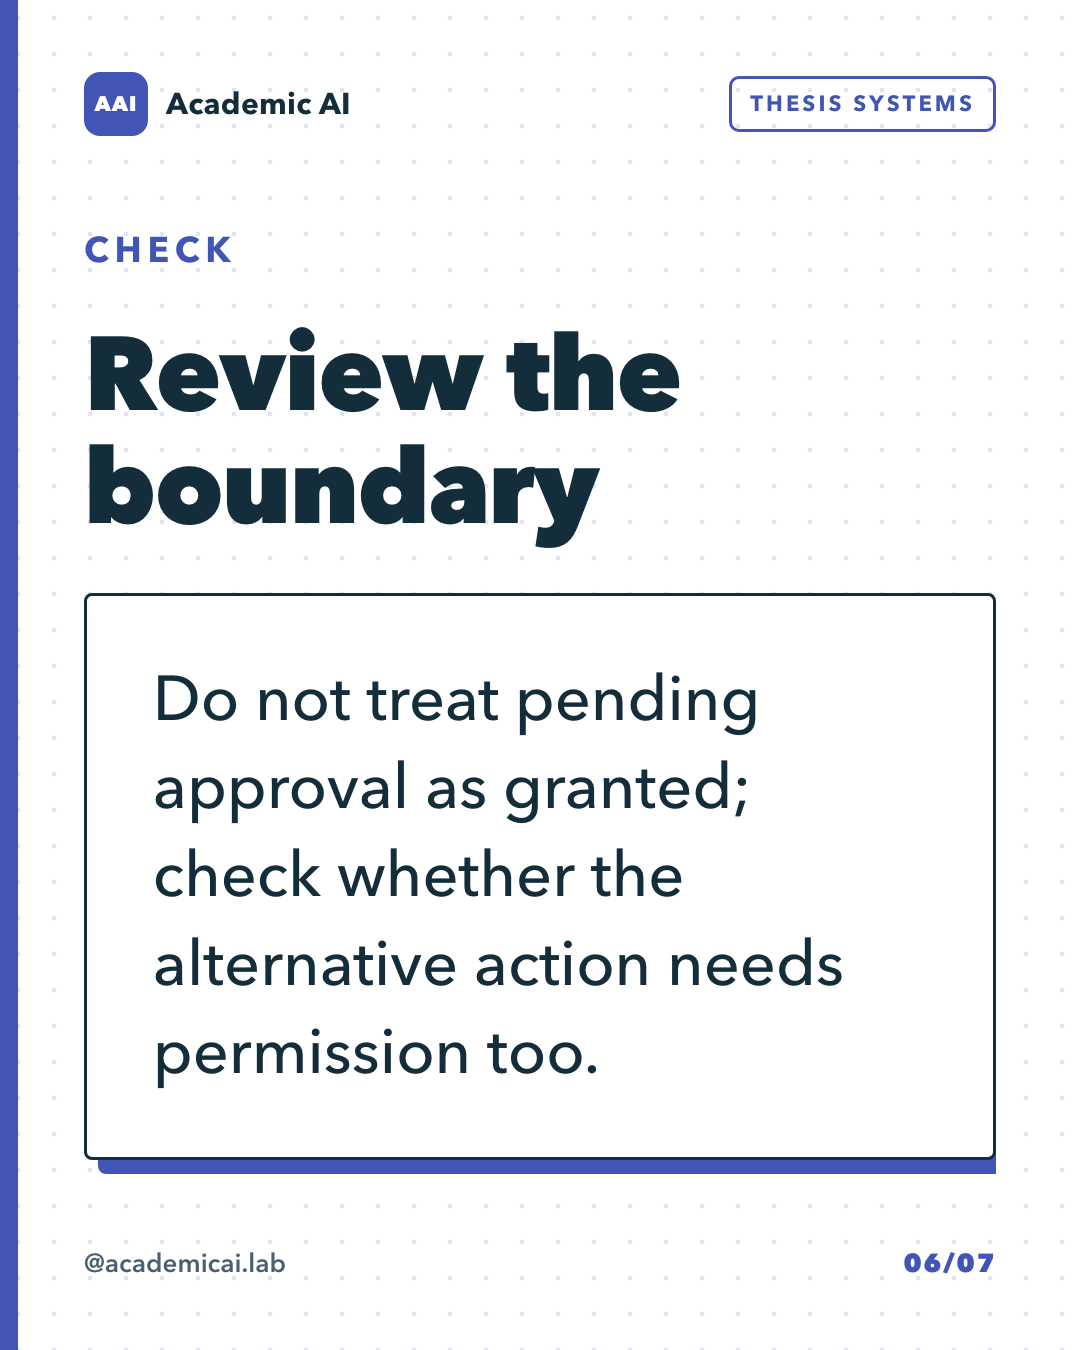 AAI
Academic AI
THESIS SYSTEMS
CHECK
Review the
boundary
Do not treat pending
approval as granted;
check whether the
alternative action needs
permission too.
@academicai.lab
06/07